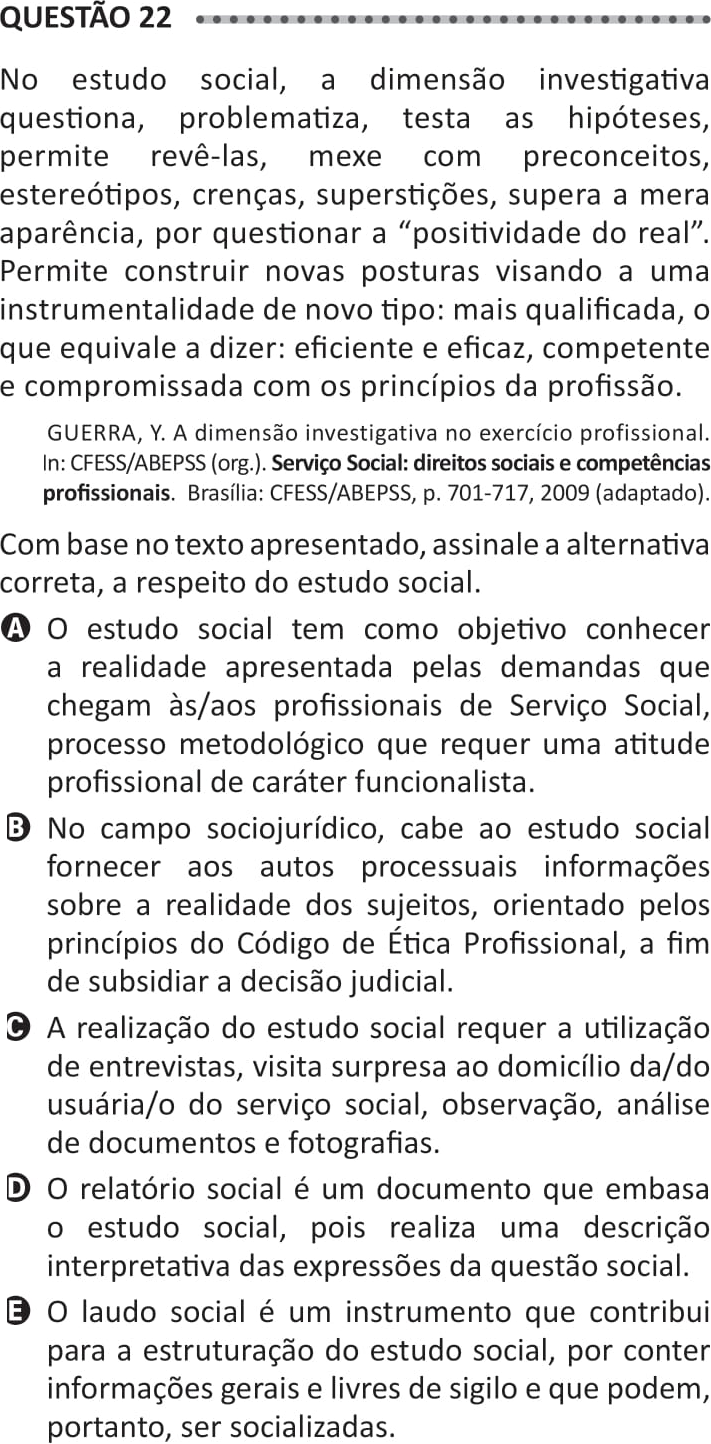 QUESTÃO 22
No estudo social, a dimensão investigativa
questiona, problematiza, testa as hipóteses,
permite revê-las, mexe com preconceitos,
estereótipos, crenças, superstições, supera a mera
aparência, por questionar a “positividade do real”.
Permite construir novas posturas visando a uma
instrumentalidade de novo tipo: mais qualificada, o
que equivale a dizer: eficiente e eficaz, competente
e compromissada com os princípios da profissão.
GUERRA, Y. A dimensão investigativa no exercício profissional.
In: CFESS/ABEPSS (org.). Serviço Social: direitos sociais e competências
profissionais. Brasília: CFESS/ABEPSS, p. 701-717, 2009 (adaptado).
Com base no texto apresentado, assinale a alternativa
correta, a respeito do estudo social.
A O estudo social tem como objetivo conhecer
a realidade apresentada pelas demandas que
chegam às/aos profissionais de Serviço Social,
processo metodológico que requer uma atitude
profissional de caráter funcionalista.
B No campo sociojurídico, cabe ao estudo social
fornecer aos autos processuais informações
sobre a realidade dos sujeitos, orientado pelos
princípios do Código de Ética Profissional, a fim
de subsidiar a decisão judicial.
C A realização do estudo social requer a utilização
de entrevistas, visita surpresa ao domicílio da/do
usuária/o do serviço social, observação, análise
de documentos e fotografias.
D O relatório social é um documento que embasa
o estudo social, pois realiza uma descrição
interpretativa das expressões da questão social.
E O laudo social é um instrumento que contribui
para a estruturação do estudo social, por conter
informações gerais e livres de sigilo e que podem,
portanto, ser socializadas.